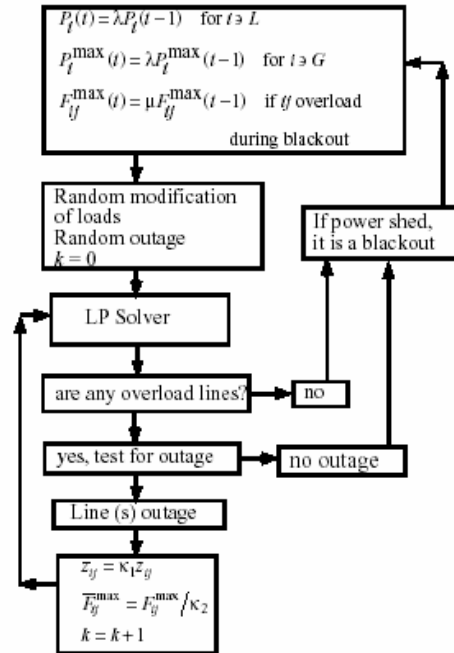 P_i(t) = λP_i(t−1) for i ∍ L
P_i^max(t) = λP_i^max(t−1) for i ∍ G
F_ij^max(t) = μF_ij^max(t−1) if ij overload
during blackout
Random modification
of loads
Random outage
k = 0
If power shed,
it is a blackout
LP Solver
are any overload lines?
no
yes, test for outage
no outage
Line (s) outage
z_ij = κ_1 z_ij
F̅_ij^max = F_ij^max/κ_2
k = k + 1